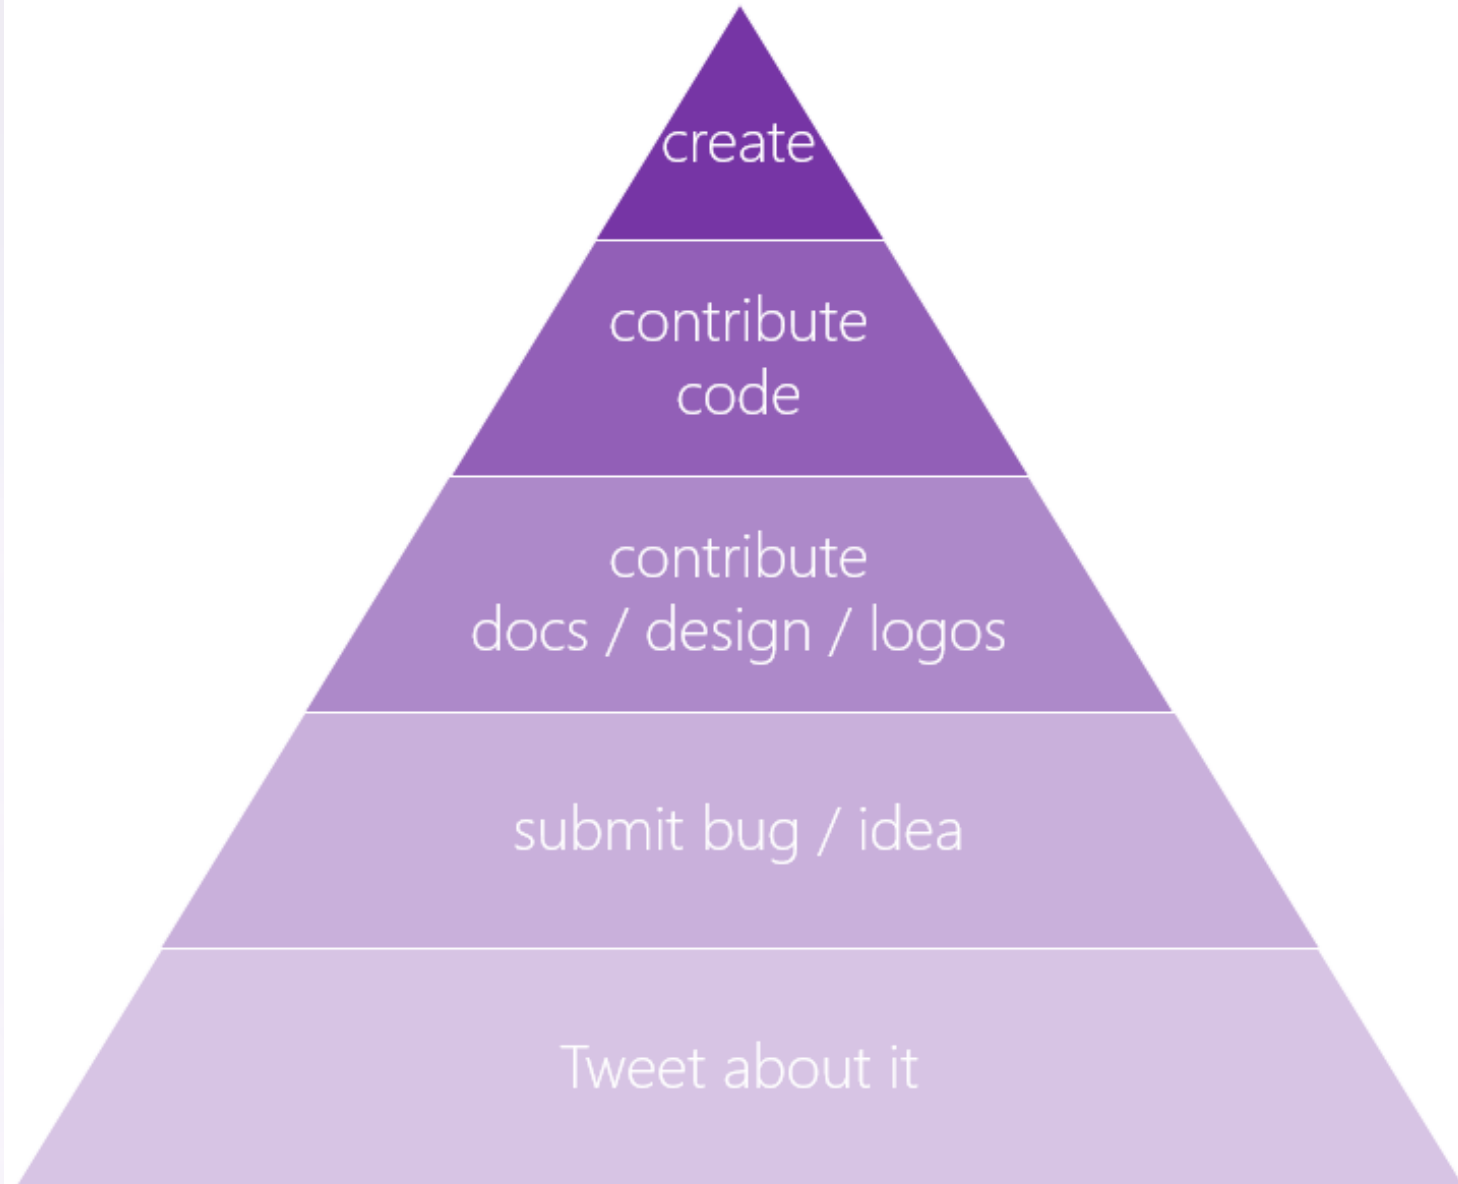 create
contribute
code
contribute
docs / design / logos
submit bug / idea
Tweet about it